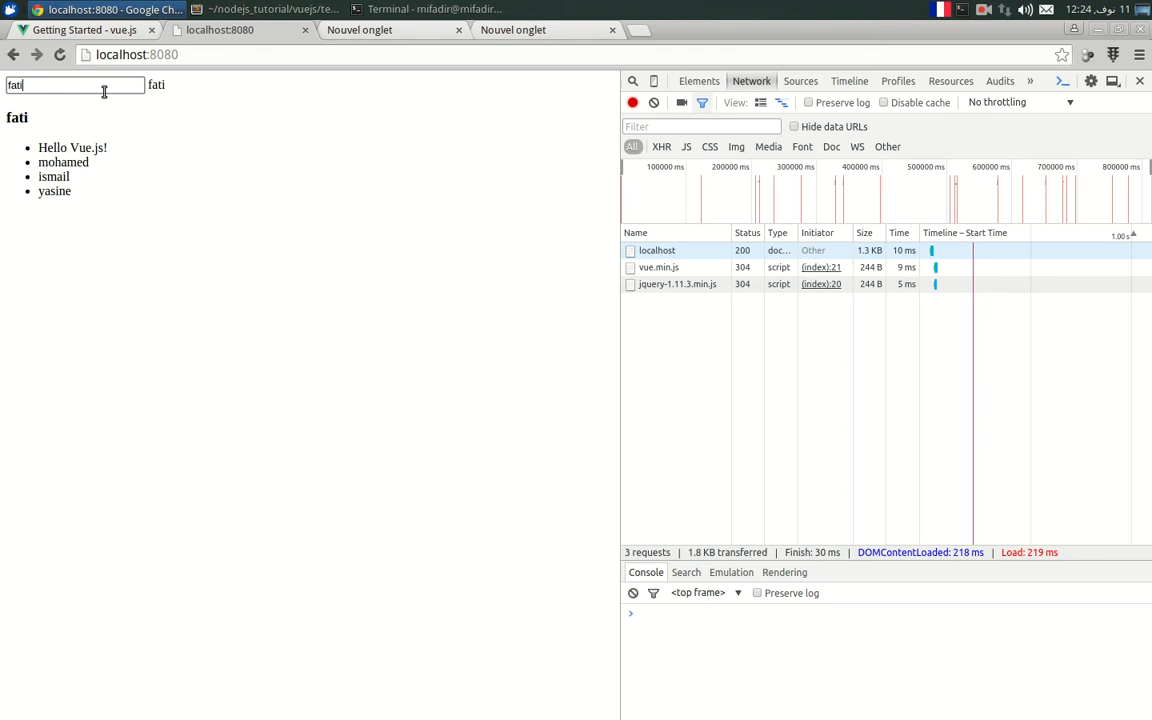 localhost:8080 - Google Ch...
~/nodejs_tutorial/vuejs/te...
Terminal - mifadir@mifadir...
11 نوف، 12:24
Getting Started - vue.js
localhost:8080
Nouvel onglet
Nouvel onglet
localhost:8080
fati
fati
fati
Hello Vue.js!
mohamed
ismail
yasine
Elements Network Sources Timeline Profiles Resources Audits »
View: Preserve log Disable cache No throttling
Filter Hide data URLs
All XHR JS CSS Img Media Font Doc WS Other
100000 ms 200000 ms 300000 ms 400000 ms 500000 ms 600000 ms 700000 ms 800000 ms
Name Status Type Initiator Size Time Timeline – Start Time 1.00 s
localhost 200 doc... Other 1.3 KB 10 ms
vue.min.js 304 script (index):21 244 B 9 ms
jquery-1.11.3.min.js 304 script (index):20 244 B 5 ms
3 requests | 1.8 KB transferred | Finish: 30 ms | DOMContentLoaded: 218 ms | Load: 219 ms
Console Search Emulation Rendering
<top frame> Preserve log
>